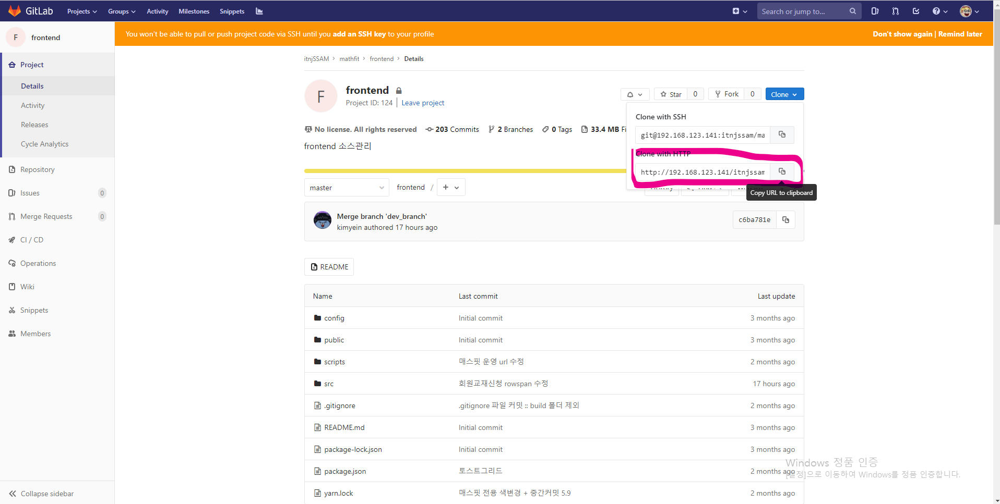 GitLab Projects Groups Activity Milestones Snippets Search or jump to...
F frontend
You won't be able to pull or push project code via SSH until you add an SSH key to your profile Don't show again | Remind later
Project
Details
Activity
Releases
Cycle Analytics
Repository
Issues 0
Merge Requests 0
CI / CD
Operations
Wiki
Snippets
Members
Collapse sidebar
itnjSSAM > mathfit > frontend > Details
F
frontend
Project ID: 124 | Leave project
Star 0 Fork 0 Clone
No license. All rights reserved 203 Commits 2 Branches 0 Tags 33.4 MB Fi
frontend 소스관리
Clone with SSH
git@192.168.123.141:itnjssam/ma
Clone with HTTP
http://192.168.123.141/itnjssam
Copy URL to clipboard
master frontend / +
Merge branch 'dev_branch'
kimyein authored 17 hours ago
c6ba781e
README
Name Last commit Last update
config Initial commit 3 months ago
public Initial commit 3 months ago
scripts 매스핏 운영 url 수정 2 months ago
src 회원교재신청 rowspan 수정 17 hours ago
.gitignore .gitignore 파일 커밋 :: build 폴더 제외 2 months ago
README.md Initial commit 3 months ago
package-lock.json Initial commit 3 months ago
package.json 토스트그리드 2 months ago
yarn.lock 매스핏 전용 색변경 + 중간커밋 5.9 2 months ago
Windows 정품 인증
[설정]으로 이동하여 Windows를 정품 인증합니다.